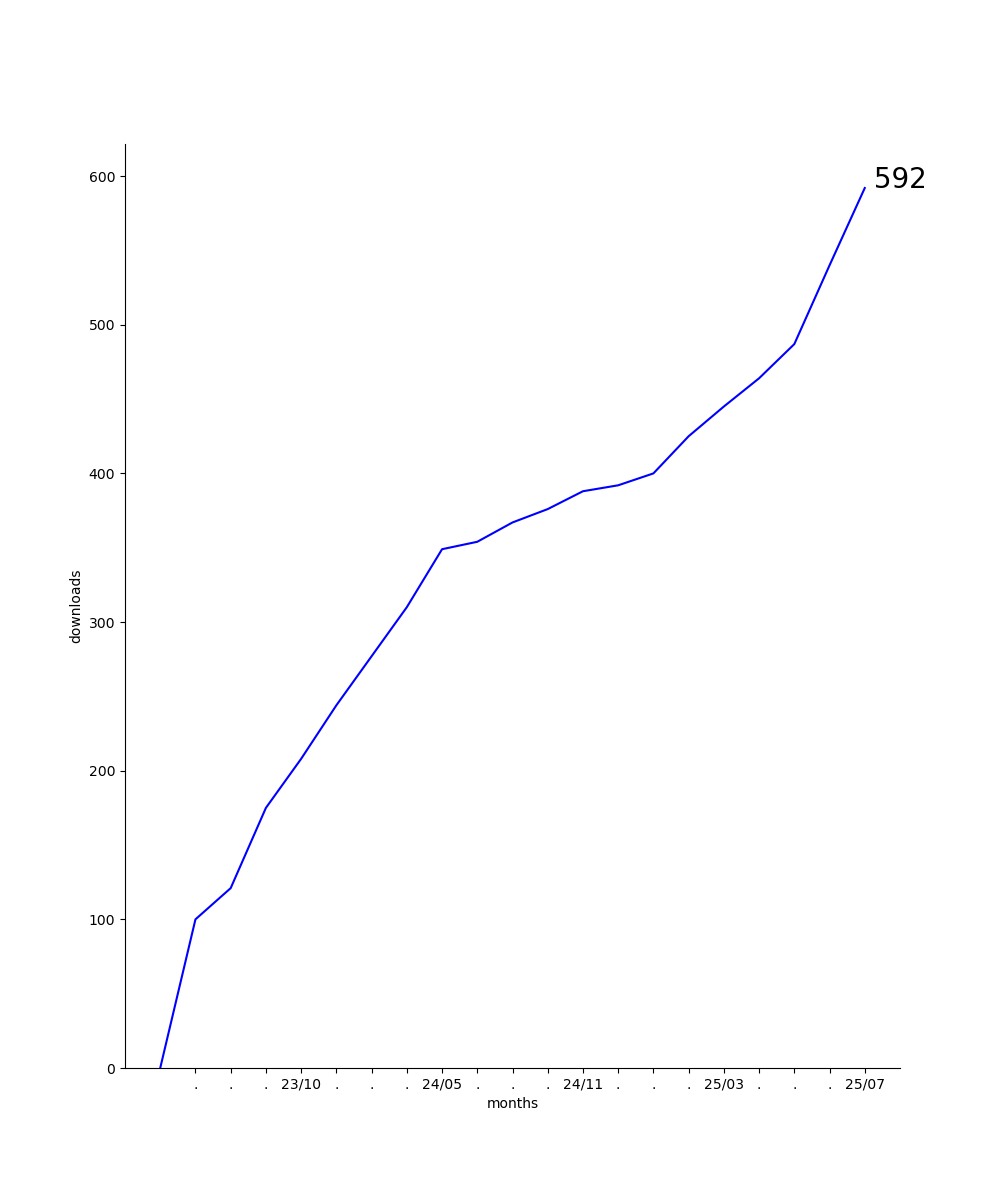 592
600
500
400
300
200
100
0
downloads
. . . 23/10 . . . 24/05 . . . 24/11 . . . 25/03 . . . 25/07
months